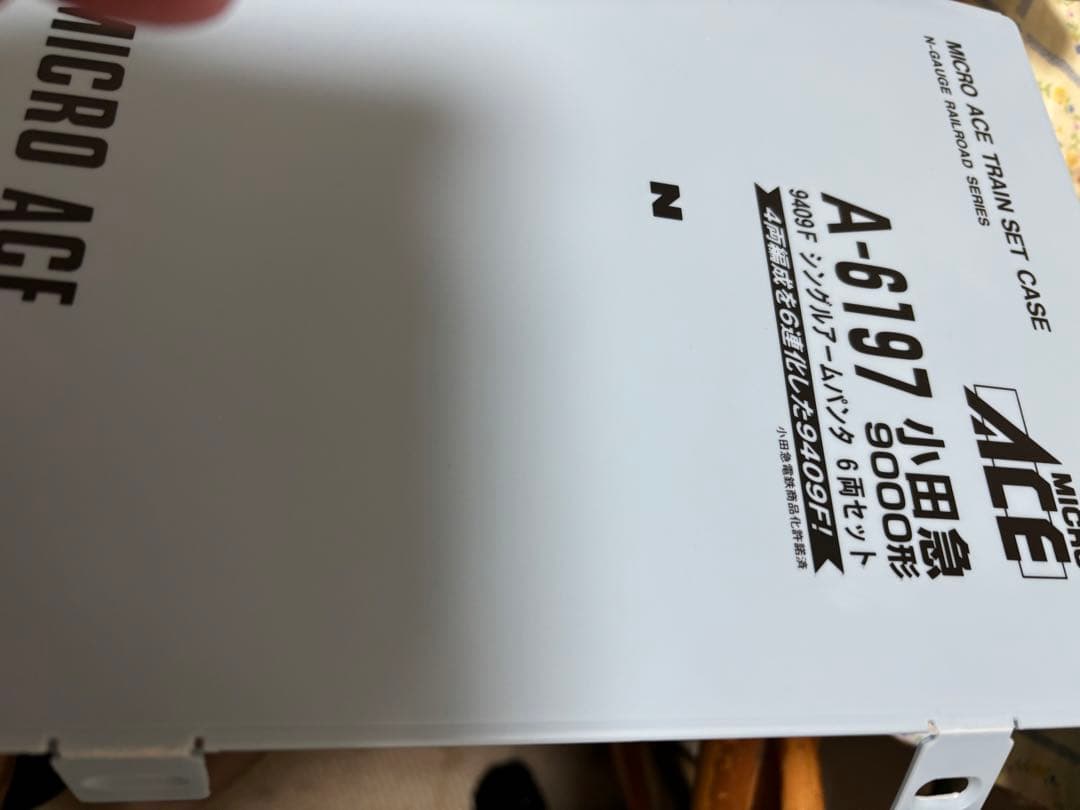 MICRO ACE TRAIN SET CASE
N-GAUGE RAILROAD SERIES
MICRO
ACE
A-6197 小田急
9000形
9409F シングルアームパンタ 6両セット
4両編成を6連化した9409F!
小田急電鉄商品化許諾済
N
MICRO ACE